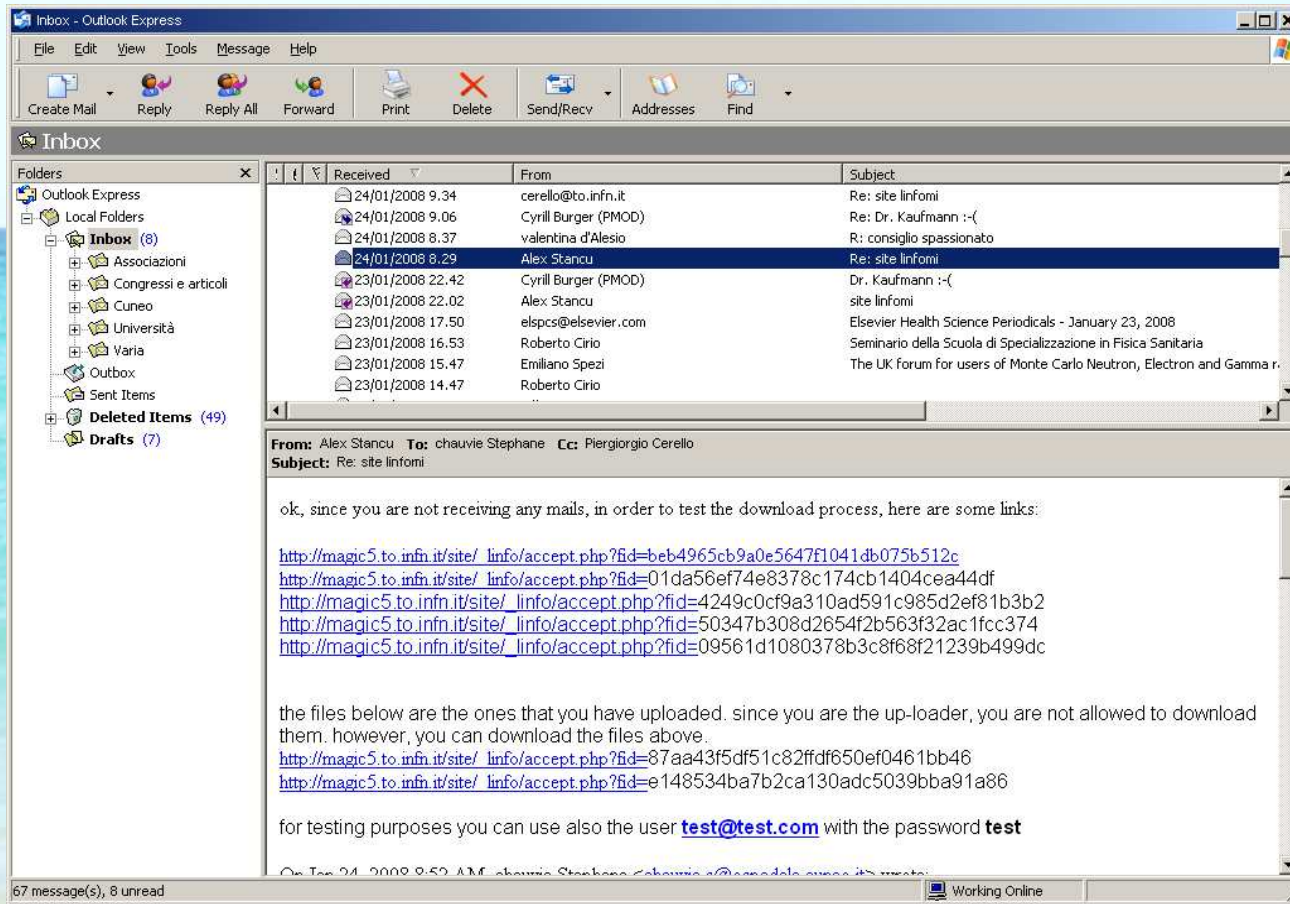 Inbox - Outlook Express
File Edit View Tools Message Help
Create Mail Reply Reply All Forward Print Delete Send/Recv Addresses Find
Inbox
Folders
Outlook Express
Local Folders
Inbox (8)
Associazioni
Congressi e articoli
Cuneo
Università
Varia
Outbox
Sent Items
Deleted Items (49)
Drafts (7)
! Received From Subject
24/01/2008 9.34 cerello@to.infn.it Re: site linfomi
24/01/2008 9.06 Cyrill Burger (PMOD) Re: Dr. Kaufmann :-(
24/01/2008 8.37 valentina d'Alesio R: consiglio spassionato
24/01/2008 8.29 Alex Stancu Re: site linfomi
23/01/2008 22.42 Cyrill Burger (PMOD) Dr. Kaufmann :-(
23/01/2008 22.02 Alex Stancu site linfomi
23/01/2008 17.50 elspcs@elsevier.com Elsevier Health Science Periodicals - January 23, 2008
23/01/2008 16.53 Roberto Cirio Seminario della Scuola di Specializzazione in Fisica Sanitaria
23/01/2008 15.47 Emiliano Spezi The UK forum for users of Monte Carlo Neutron, Electron and Gamma r
23/01/2008 14.47 Roberto Cirio
From: Alex Stancu To: chauvie Stephane Cc: Piergiorgio Cerello
Subject: Re: site linfomi
ok, since you are not receiving any mails, in order to test the download process, here are some links:
http://magic5.to.infn.it/site/_linfo/accept.php?fid=beb4965cb9a0e5647f1041db075b512c
http://magic5.to.infn.it/site/_linfo/accept.php?fid=01da56ef74e8378c174cb1404cea44df
http://magic5.to.infn.it/site/_linfo/accept.php?fid=4249c0cf9a310ad591c985d2ef81b3b2
http://magic5.to.infn.it/site/_linfo/accept.php?fid=50347b308d2654f2b563f32ac1fcc374
http://magic5.to.infn.it/site/_linfo/accept.php?fid=09561d1080378b3c8f68f21239b499dc
the files below are the ones that you have uploaded. since you are the up-loader, you are not allowed to download
them. however, you can download the files above.
http://magic5.to.infn.it/site/_linfo/accept.php?fid=87aa43f5df51c82ffdf650ef0461bb46
http://magic5.to.infn.it/site/_linfo/accept.php?fid=e148534ba7b2ca130adc5039bba91a86
for testing purposes you can use also the user test@test.com with the password test
On Jan 24, 2008 8:52 AM, chauvie Stephane
67 message(s), 8 unread
Working Online